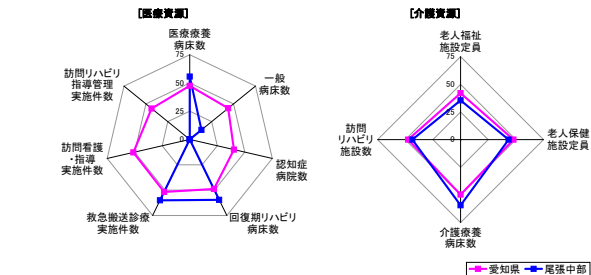 [医療資源]
医療療養
病床数
75
50
25
0
一般
病床数
認知症
病院数
回復期リハビリ
病床数
救急搬送診療
実施件数
訪問看護
・指導
実施件数
訪問リハビリ
指導管理
実施件数
[介護資源]
老人福祉
施設定員
75
50
25
0
老人保健
施設定員
介護療養
病床数
訪問
リハビリ
施設数
愛知県 尾張中部